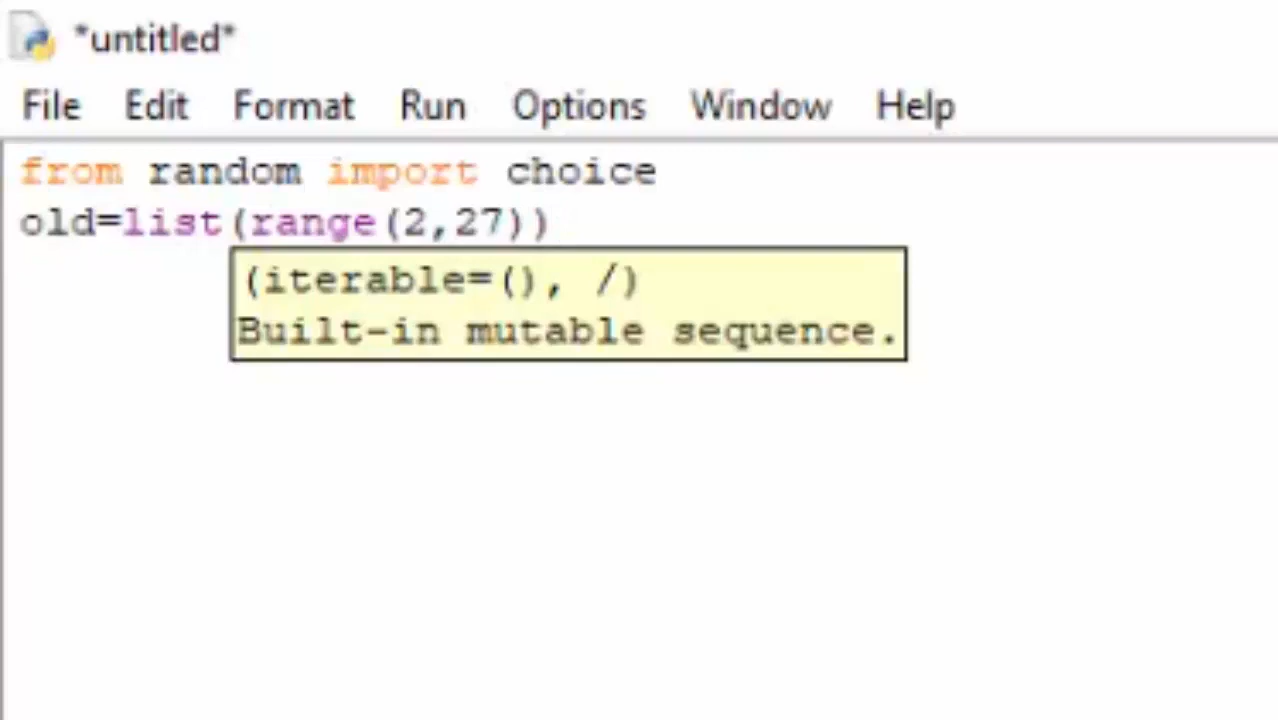 *untitled*
File Edit Format Run Options Window Help
from random import choice
old=list(range(2,27))
(iterable=(), /)
Built-in mutable sequence.